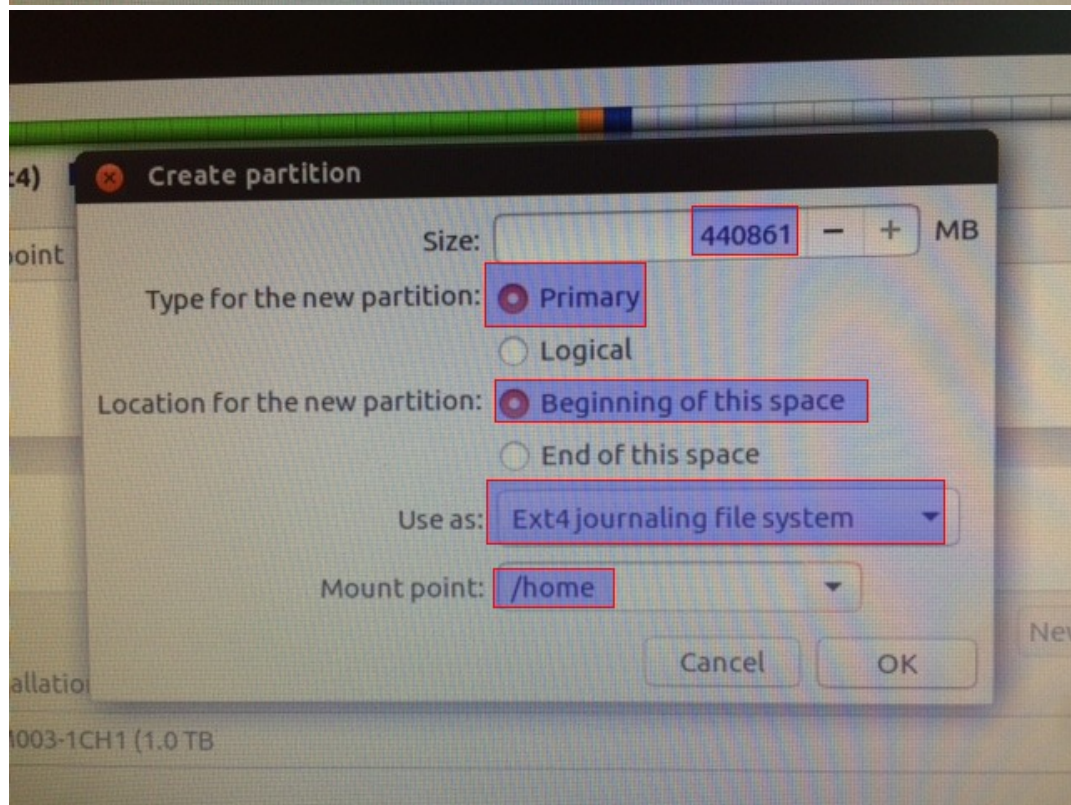 :4)
Create partition
oint
Size: 440861 − + MB
Type for the new partition: Primary
Logical
Location for the new partition: Beginning of this space
End of this space
Use as: Ext4 journaling file system
Mount point: /home
Cancel OK
Nev
allatio
1003-1CH1 (1.0 TB